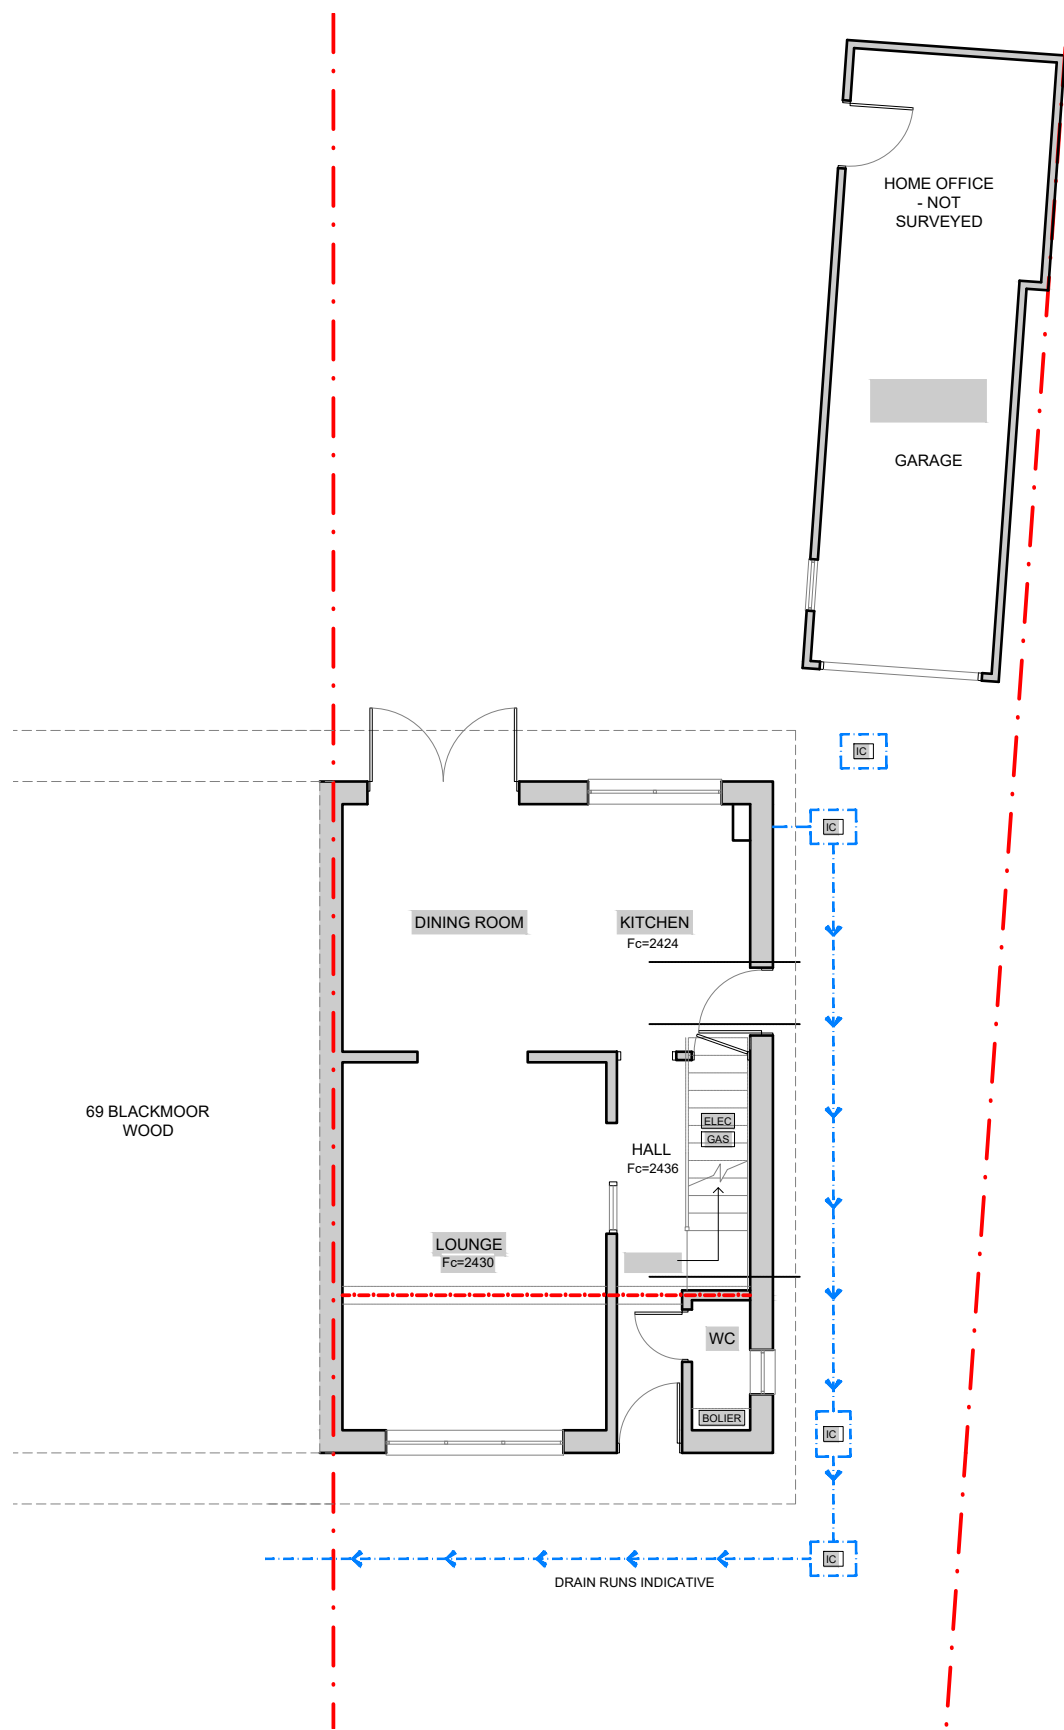 HOME OFFICE
- NOT
SURVEYED
GARAGE
IC
IC
DINING ROOM
KITCHEN
Fc=2424
69 BLACKMOOR
WOOD
ELEC
GAS
HALL
Fc=2436
LOUNGE
Fc=2430
WC
BOLIER
IC
IC
DRAIN RUNS INDICATIVE